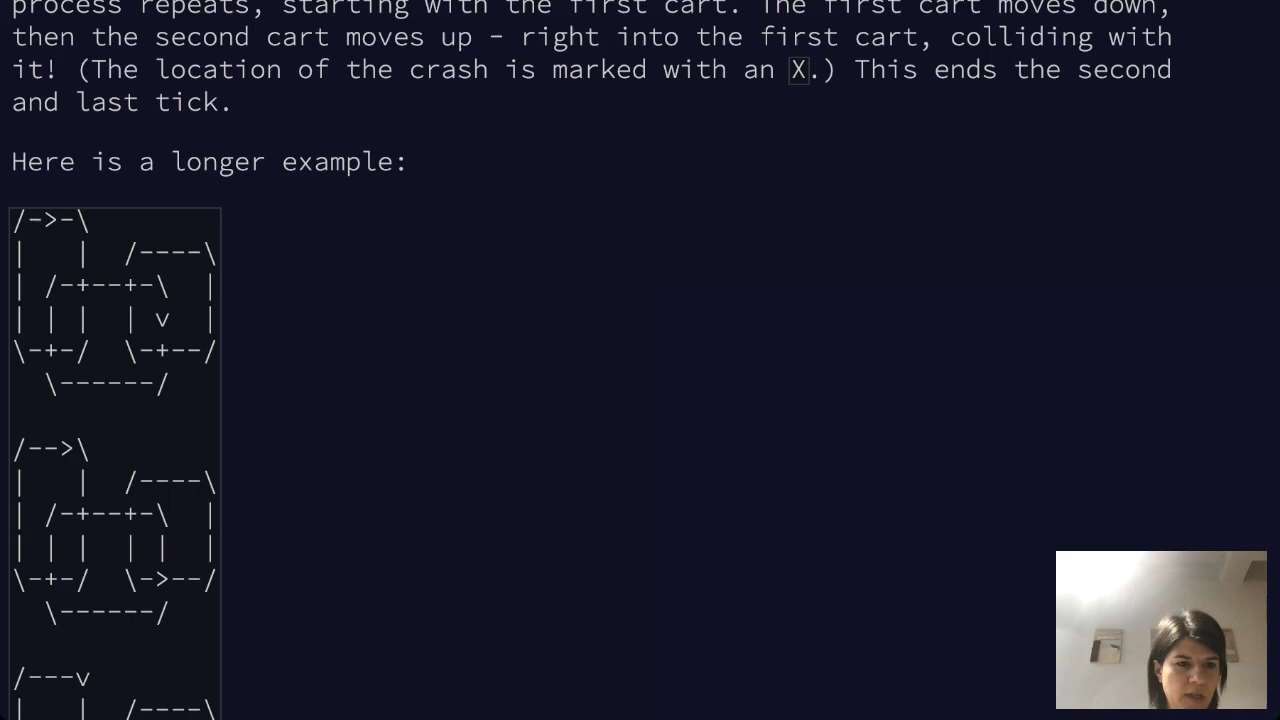 process repeats, starting with the first cart. The first cart moves down,
then the second cart moves up - right into the first cart, colliding with
it! (The location of the crash is marked with an X.) This ends the second
and last tick.
Here is a longer example:
/->-\
|   |  /----\
| /-+--+-\  |
| | |  | v  |
\-+-/  \-+--/
  \------/
/-->\
|   |  /----\
| /-+--+-\  |
| | |  | |  |
\-+-/  \->--/
  \------/
/---v
|   |  /----\